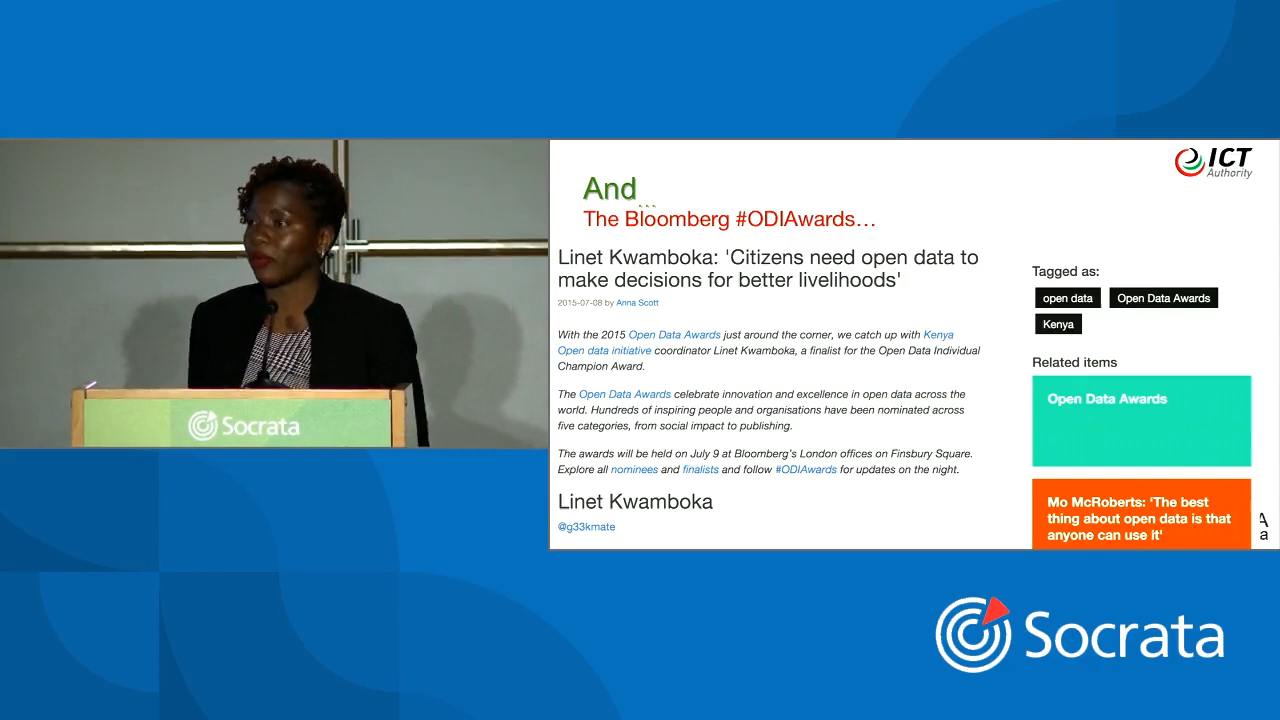 Socrata
ICT
Authority
And...
The Bloomberg #ODIAwards...
Linet Kwamboka: 'Citizens need open data to
make decisions for better livelihoods'
2015-07-08 by Anna Scott
With the 2015 Open Data Awards just around the corner, we catch up with Kenya
Open data initiative coordinator Linet Kwamboka, a finalist for the Open Data Individual
Champion Award.
The Open Data Awards celebrate innovation and excellence in open data across the
world. Hundreds of inspiring people and organisations have been nominated across
five categories, from social impact to publishing.
The awards will be held on July 9 at Bloomberg's London offices on Finsbury Square.
Explore all nominees and finalists and follow #ODIAwards for updates on the night.
Linet Kwamboka
@g33kmate
Tagged as:
open data Open Data Awards
Kenya
Related items
Open Data Awards
Mo McRoberts: 'The best
thing about open data is that
anyone can use it'
A
a
Socrata